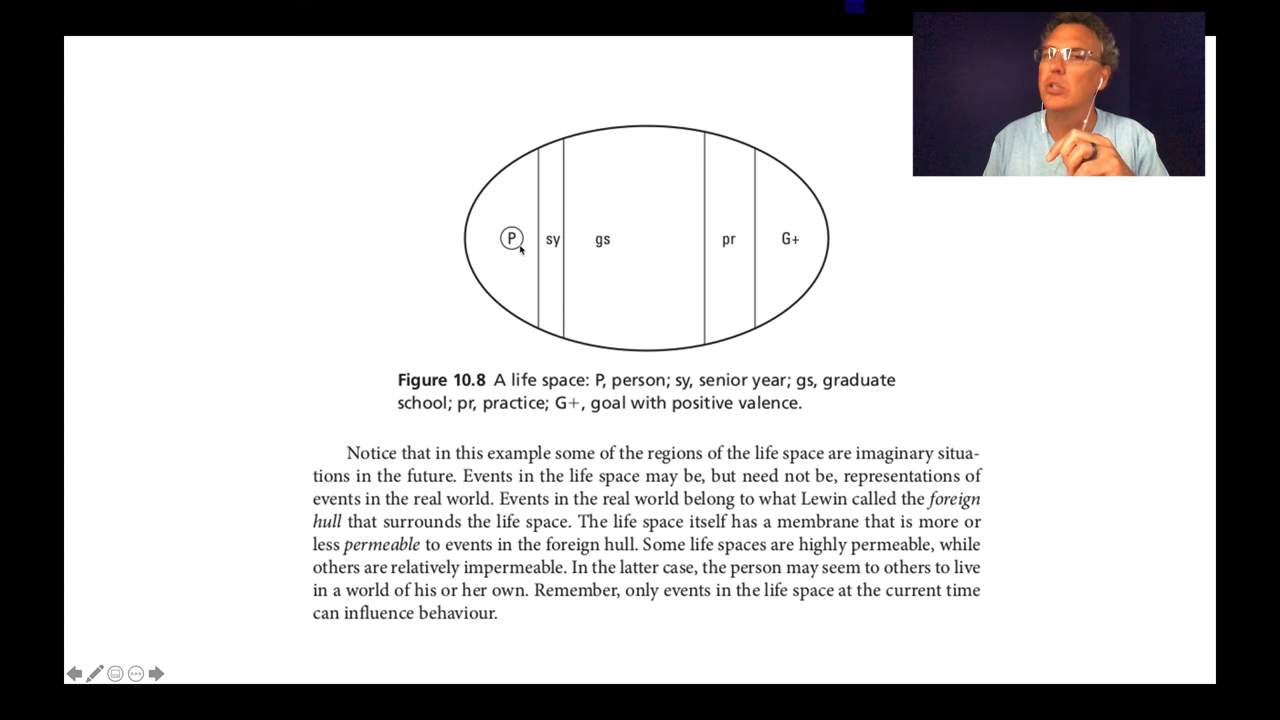 P sy gs pr G+
Figure 10.8 A life space: P, person; sy, senior year; gs, graduate
school; pr, practice; G+, goal with positive valence.
Notice that in this example some of the regions of the life space are imaginary situa-
tions in the future. Events in the life space may be, but need not be, representations of
events in the real world. Events in the real world belong to what Lewin called the foreign
hull that surrounds the life space. The life space itself has a membrane that is more or
less permeable to events in the foreign hull. Some life spaces are highly permeable, while
others are relatively impermeable. In the latter case, the person may seem to others to live
in a world of his or her own. Remember, only events in the life space at the current time
can influence behaviour.